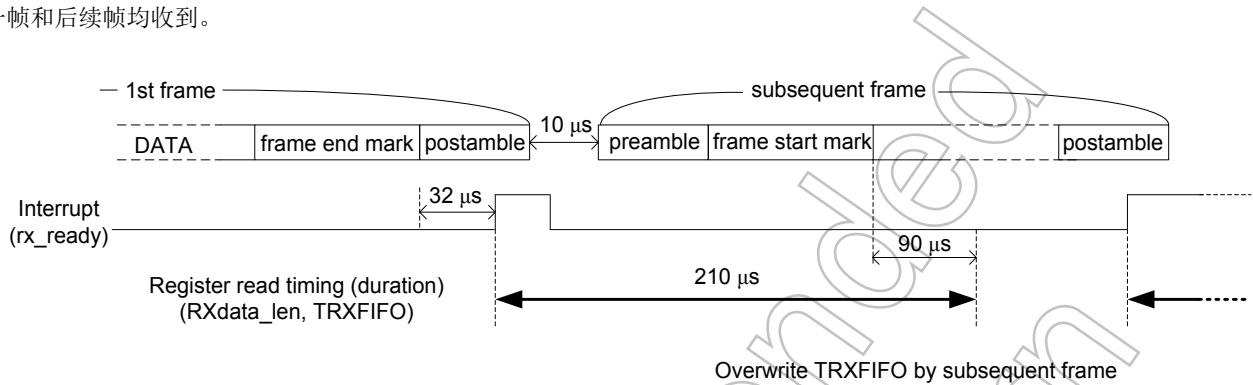 帧和后续帧均收到。
1st frame
subsequent frame
10 μs
DATA
frame end mark
postamble
preamble
frame start mark
postamble
32 μs
Interrupt
(rx_ready)
90 μs
210 μs
Register read timing (duration)
(RXdata_len, TRXFIFO)
Overwrite TRXFIFO by subsequent frame